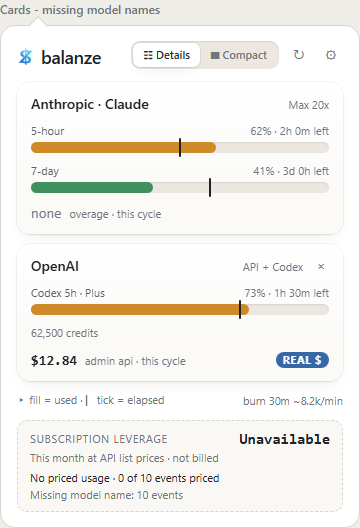 Cards - missing model names
balanze
Details
Compact
Anthropic · Claude
Max 20x
5-hour
62% · 2h 0m left
7-day
41% · 3d 0h left
none overage · this cycle
OpenAI
API + Codex ×
Codex 5h · Plus
73% · 1h 30m left
62,500 credits
$12.84 admin api · this cycle
REAL $
‣ fill = used · | tick = elapsed
burn 30m ~8.2k/min
SUBSCRIPTION LEVERAGE
Unavailable
This month at API list prices · not billed
No priced usage · 0 of 10 events priced
Missing model name: 10 events